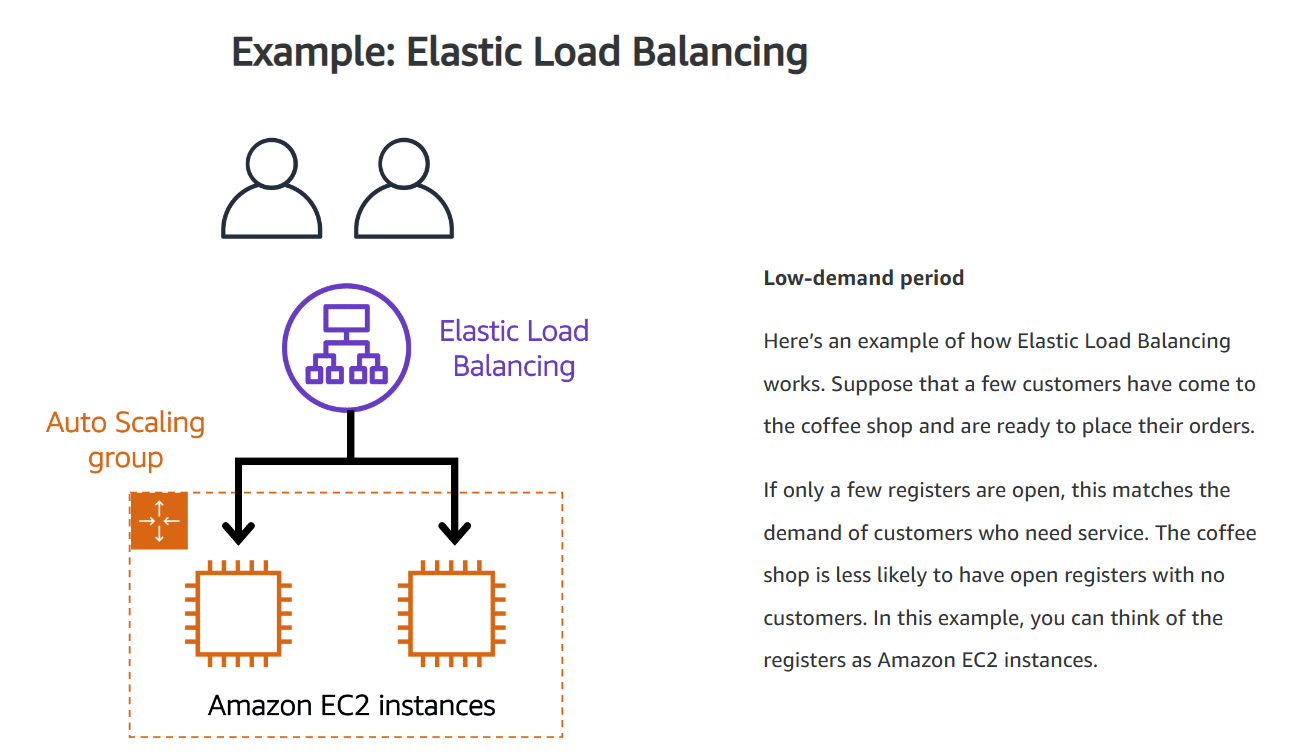 Example: Elastic Load Balancing
Elastic Load
Balancing
Auto Scaling
group
Amazon EC2 instances
Low-demand period
Here’s an example of how Elastic Load Balancing
works. Suppose that a few customers have come to
the coffee shop and are ready to place their orders.
If only a few registers are open, this matches the
demand of customers who need service. The coffee
shop is less likely to have open registers with no
customers. In this example, you can think of the
registers as Amazon EC2 instances.